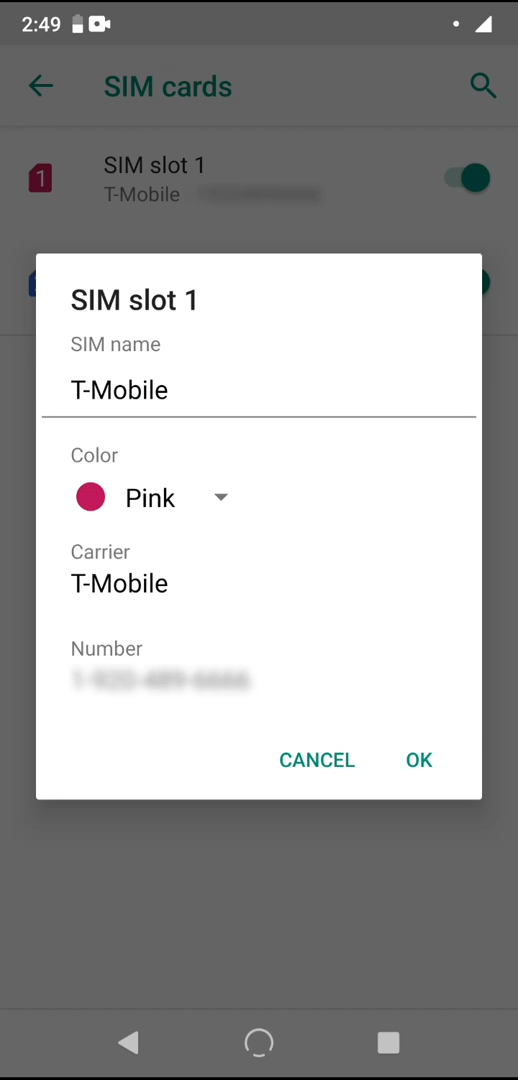 2:49
SIM cards
1
SIM slot 1
T-Mobile
SIM slot 1
SIM name
T-Mobile
Color
Pink
Carrier
T-Mobile
Number
CANCEL OK